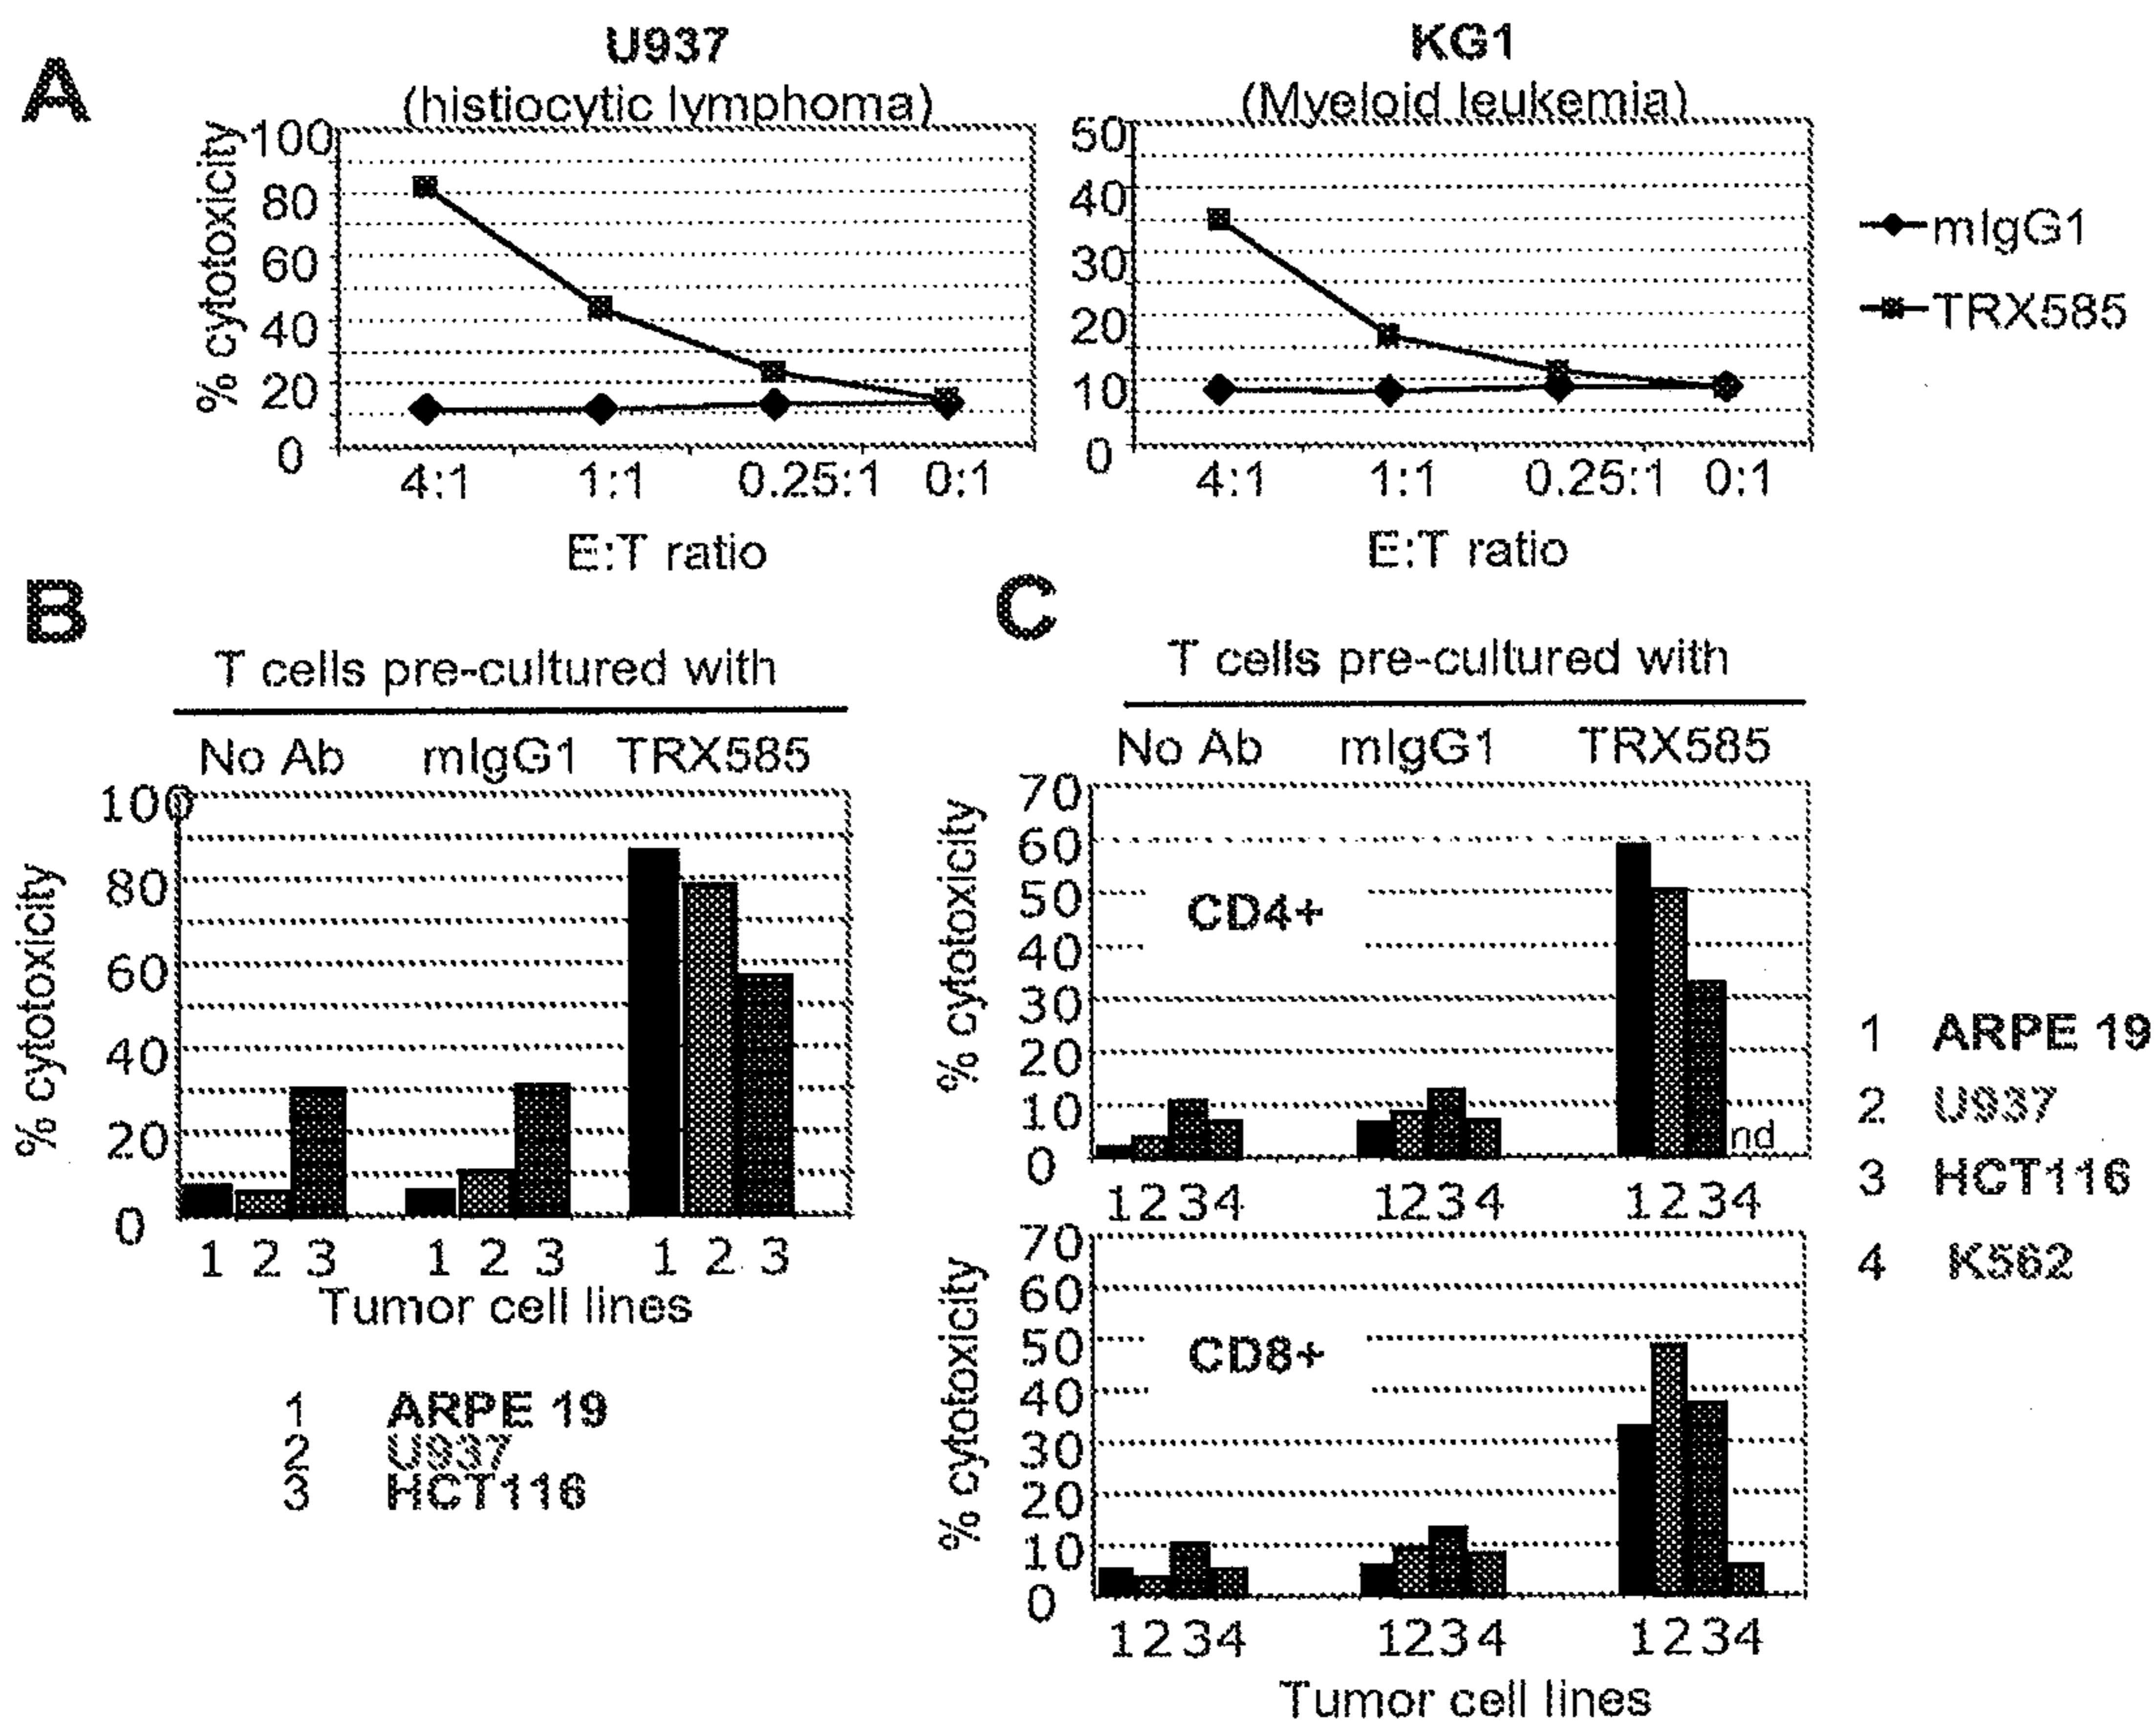 A
U937
(histiocytic lymphoma)
% cytotoxicity
100
80
60
40
20
0
4:1 1:1 0.25:1 0:1
E:T ratio
KG1
(Myeloid leukemia)
50
40
30
20
10
0
4:1 1:1 0.25:1 0:1
E:T ratio
mIgG1
TRX585
B
T cells pre-cultured with
No Ab mIgG1 TRX585
% cytotoxicity
100
80
60
40
20
0
1 2 3 1 2 3 1 2 3
Tumor cell lines
1 ARPE 19
2 U937
3 HCT116
C
T cells pre-cultured with
No Ab mIgG1 TRX585
% cytotoxicity
70
60
50
40
30
20
10
0
CD4+
nd
1234 1234 1234
% cytotoxicity
70
60
50
40
30
20
10
0
CD8+
1234 1234 1234
Tumor cell lines
1 ARPE 19
2 U937
3 HCT116
4 K562